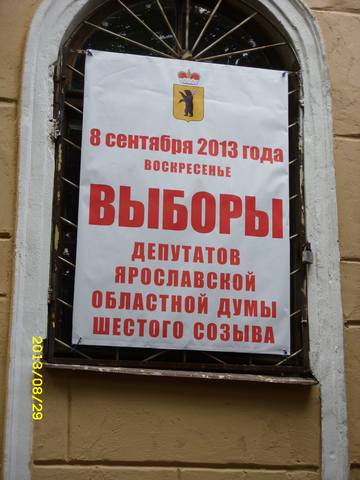 8 сентября 2013 года
ВОСКРЕСЕНЬЕ
ВЫБОРЫ
ДЕПУТАТОВ
ЯРОСЛАВСКОЙ
ОБЛАСТНОЙ ДУМЫ
ШЕСТОГО СОЗЫВА
2013/08/29